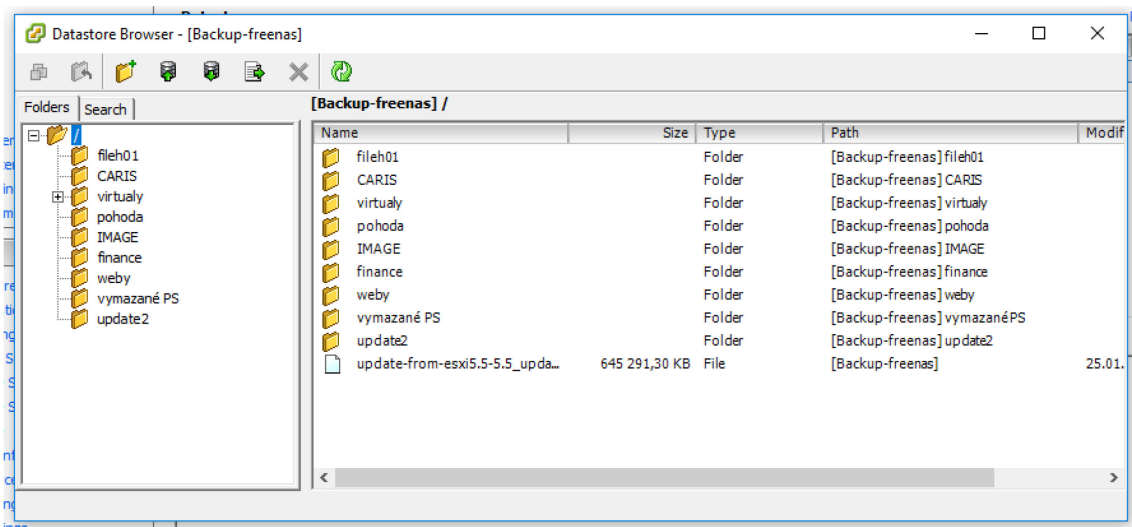 Datastore Browser - [Backup-freenas]
Folders Search
[Backup-freenas] /
/
fileh01
CARIS
virtualy
pohoda
IMAGE
finance
weby
vymazané PS
update2
Name Size Type Path Modif
fileh01 Folder [Backup-freenas] fileh01
CARIS Folder [Backup-freenas] CARIS
virtualy Folder [Backup-freenas] virtualy
pohoda Folder [Backup-freenas] pohoda
IMAGE Folder [Backup-freenas] IMAGE
finance Folder [Backup-freenas] finance
weby Folder [Backup-freenas] weby
vymazané PS Folder [Backup-freenas] vymazané PS
update2 Folder [Backup-freenas] update2
update-from-esxi5.5-5.5_upda... 645 291,30 KB File [Backup-freenas] 25.01.